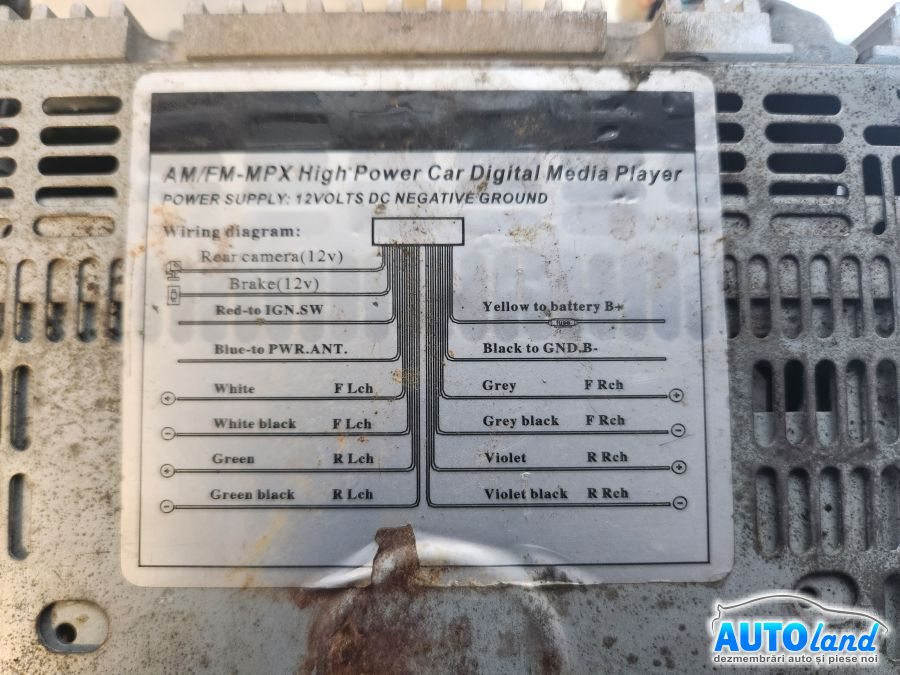 AM/FM-MPX High Power Car Digital Media Player
POWER SUPPLY: 12VOLTS DC NEGATIVE GROUND
Wiring diagram:
Rear camera(12v)
Brake(12v)
Red-to IGN.SW
Blue-to PWR.ANT.
White F Lch
White black F Lch
Green R Lch
Green black R Lch
Yellow to battery B+
fuse
Black to GND.B-
Grey F Rch
Grey black F Rch
Violet R Rch
Violet black R Rch
AUTOland
dezmembrări auto și piese noi